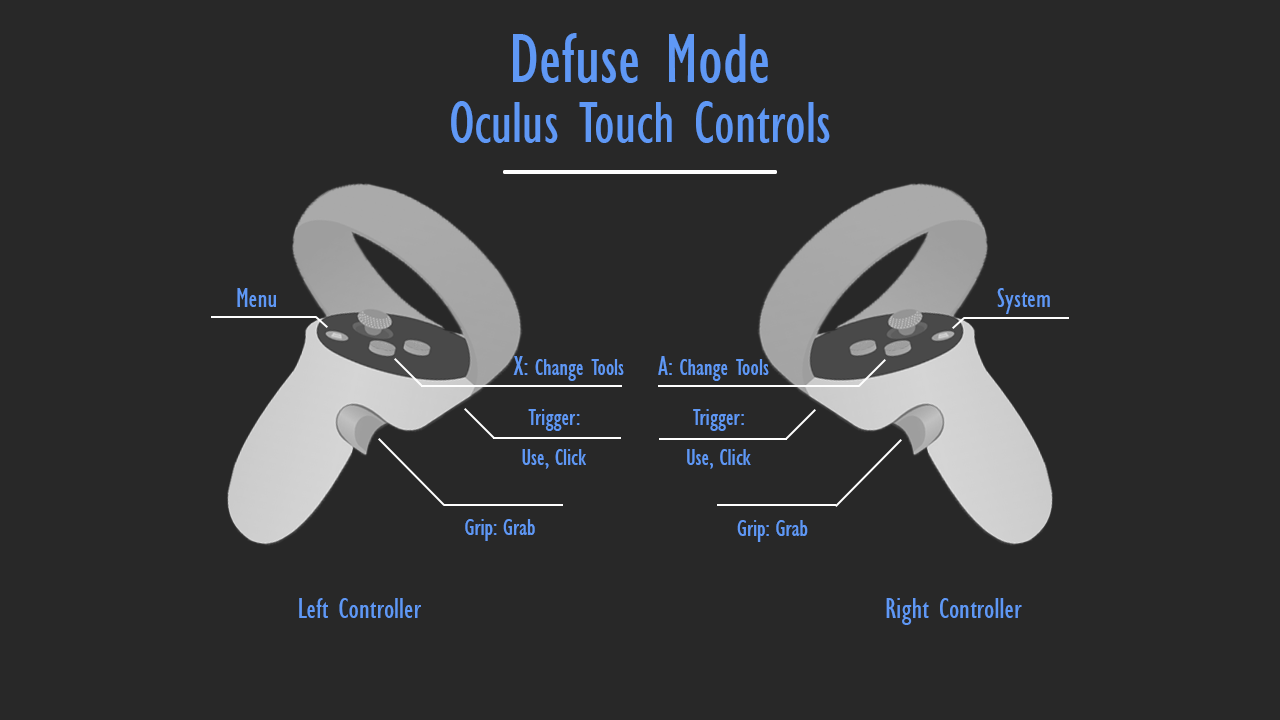 Defuse Mode
Oculus Touch Controls
Menu
System
X: Change Tools
A: Change Tools
Trigger:
Use, Click
Trigger:
Use, Click
Grip: Grab
Grip: Grab
Left Controller
Right Controller